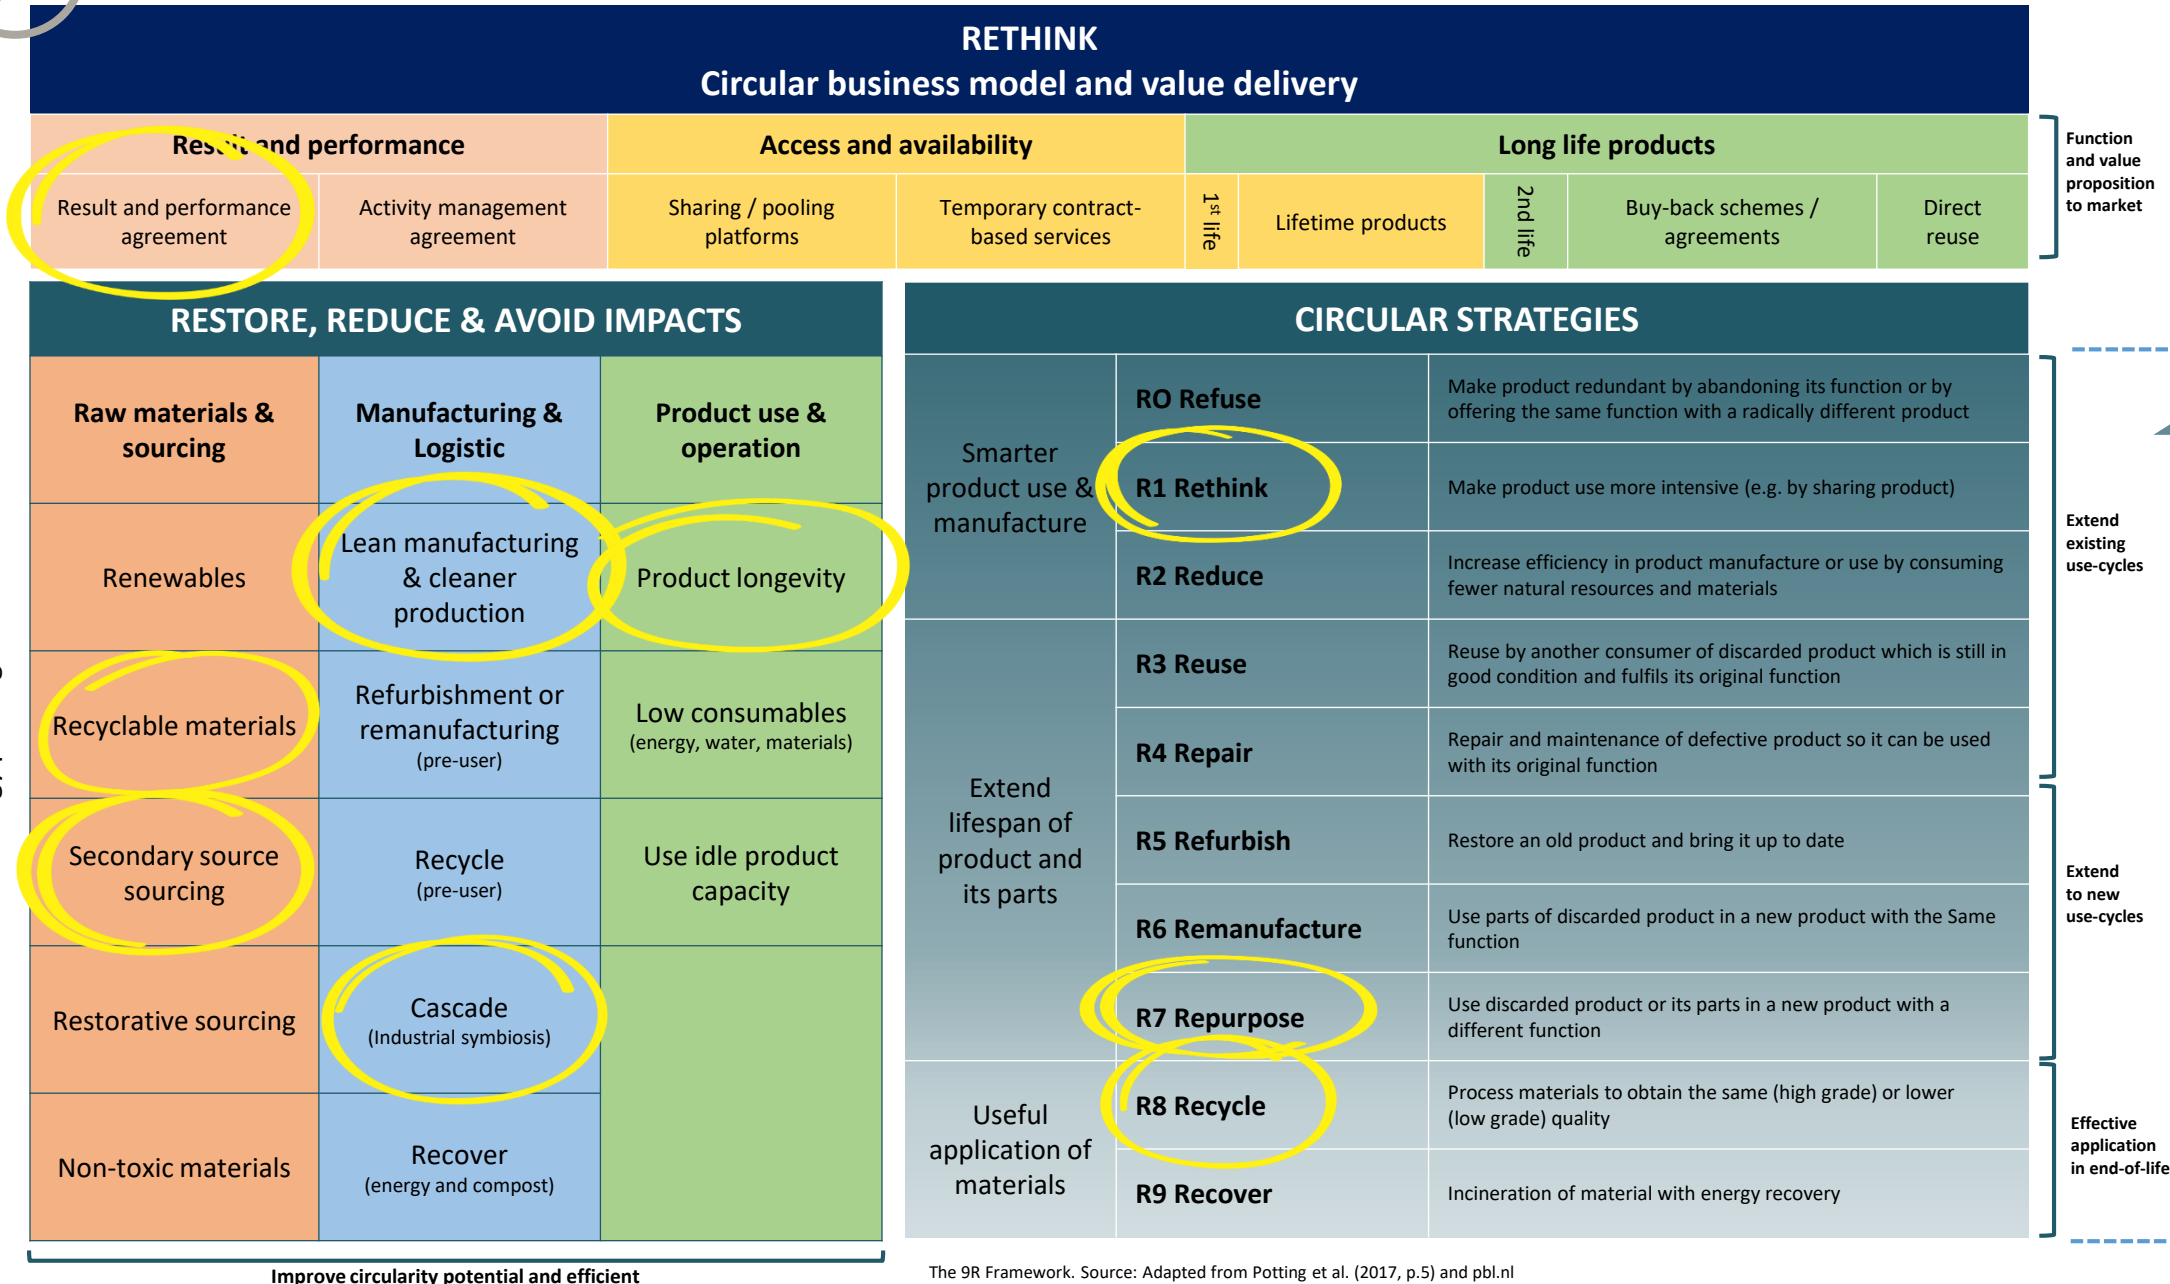 RETHINK
Circular business model and value delivery
Result and performance
Access and availability
Long life products
Result and performance
agreement
Activity management
agreement
Sharing / pooling
platforms
Temporary contract-
based services
1st life
Lifetime products
2nd life
Buy-back schemes /
agreements
Direct
reuse
Function
and value
proposition
to market
RESTORE, REDUCE & AVOID IMPACTS
Raw materials &
sourcing
Manufacturing &
Logistic
Product use &
operation
Renewables
Lean manufacturing
& cleaner
production
Product longevity
Recyclable materials
Refurbishment or
remanufacturing
(pre-user)
Low consumables
(energy, water, materials)
Secondary source
sourcing
Recycle
(pre-user)
Use idle product
capacity
Restorative sourcing
Cascade
(Industrial symbiosis)
Non-toxic materials
Recover
(energy and compost)
Improve circularity potential and efficient
CIRCULAR STRATEGIES
Smarter
product use &
manufacture
RO Refuse
Make product redundant by abandoning its function or by
offering the same function with a radically different product
R1 Rethink
Make product use more intensive (e.g. by sharing product)
R2 Reduce
Increase efficiency in product manufacture or use by consuming
fewer natural resources and materials
Extend
lifespan of
product and
its parts
R3 Reuse
Reuse by another consumer of discarded product which is still in
good condition and fulfils its original function
R4 Repair
Repair and maintenance of defective product so it can be used
with its original function
R5 Refurbish
Restore an old product and bring it up to date
R6 Remanufacture
Use parts of discarded product in a new product with the Same
function
R7 Repurpose
Use discarded product or its parts in a new product with a
different function
Useful
application of
materials
R8 Recycle
Process materials to obtain the same (high grade) or lower
(low grade) quality
R9 Recover
Incineration of material with energy recovery
Extend
existing
use-cycles
Extend
to new
use-cycles
Effective
application
in end-of-life
The 9R Framework. Source: Adapted from Potting et al. (2017, p.5) and pbl.nl